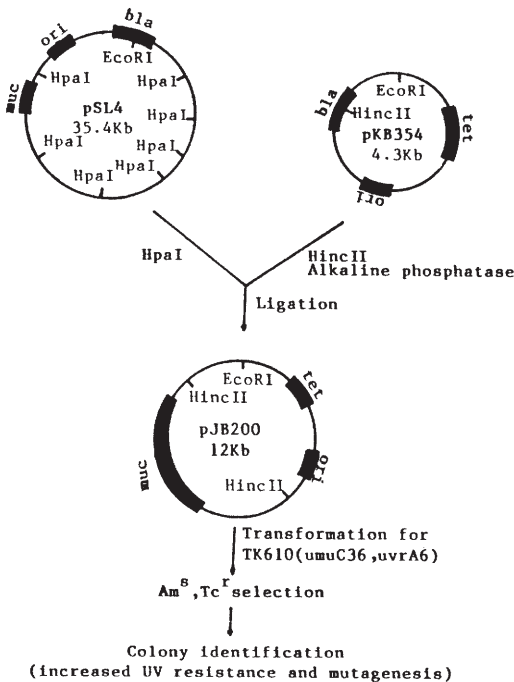 bla
ori
EcoRI
HpaI
HpaI
muc
pSL4
35.4Kb
HpaI
HpaI
HpaI
HpaI
HpaI
EcoRI
bla
HincII
pKB354
4.3Kb
tet
ori
HpaI
HincII
Alkaline phosphatase
Ligation
EcoRI
tet
HincII
pJB200
12Kb
muc
ori
HincII
Transformation for
TK610(umuC36,uvrA6)
Am^s,Tc^r selection
Colony identification
(increased UV resistance and mutagenesis)